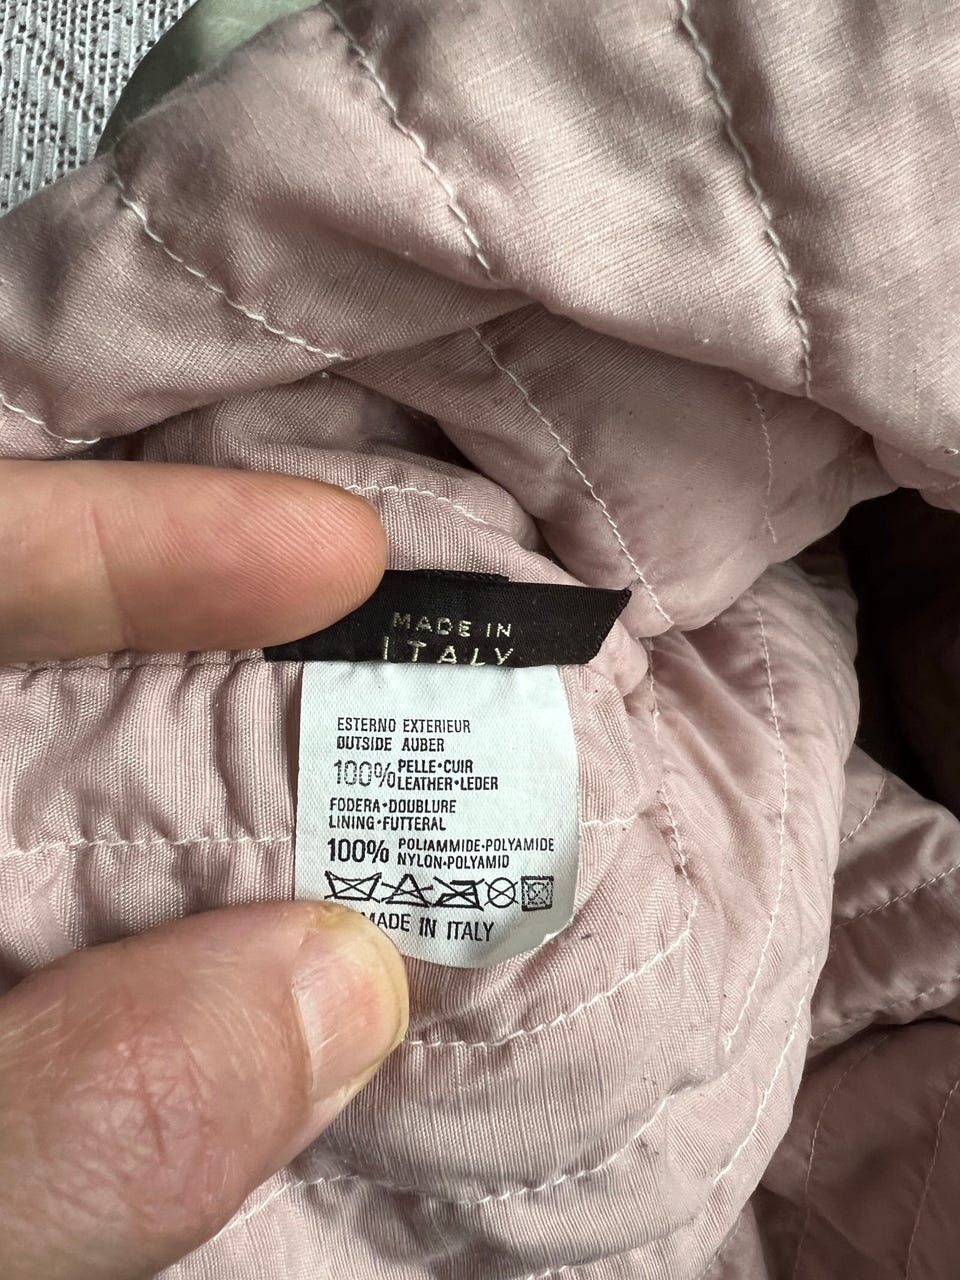 MADE IN
ITALY
ESTERNO EXTERIEUR
OUTSIDE AUBER
100% PELLE•CUIR
LEATHER•LEDER
FODERA•DOUBLURE
LINING•FUTTERAL
100% POLIAMMIDE•POLYAMIDE
NYLON•POLYAMID
MADE IN ITALY